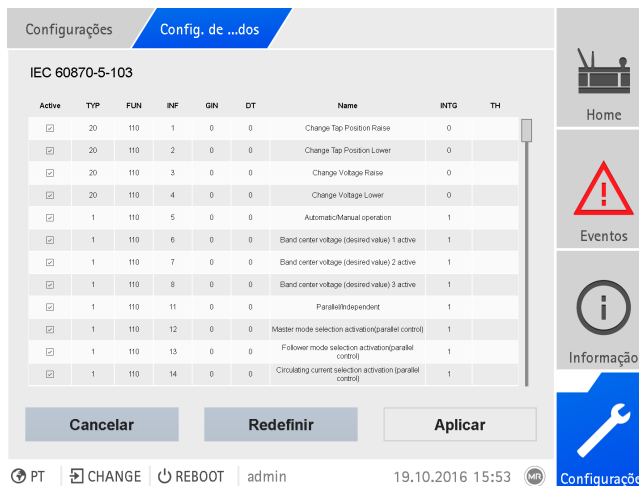 Configurações
Config. de ...dos
IEC 60870-5-103
Active TYP FUN INF GIN DT Name INTG TH
20 110 1 0 0 Change Tap Position Raise 0
20 110 2 0 0 Change Tap Position Lower 0
20 110 3 0 0 Change Voltage Raise 0
20 110 4 0 0 Change Voltage Lower 0
1 110 5 0 0 Automatic/Manual operation 1
1 110 6 0 0 Band center voltage (desired value) 1 active 1
1 110 7 0 0 Band center voltage (desired value) 2 active 1
1 110 8 0 0 Band center voltage (desired value) 3 active 1
1 110 11 0 0 Parallel/Independent 1
1 110 12 0 0 Master mode selection activation(parallel control) 1
1 110 13 0 0 Follower mode selection activation(parallel control) 1
1 110 14 0 0 Circulating current selection activation (parallel control) 1
Cancelar
Redefinir
Aplicar
Home
Eventos
Informação
Configuraçõe
PT CHANGE REBOOT admin 19.10.2016 15:53 MR